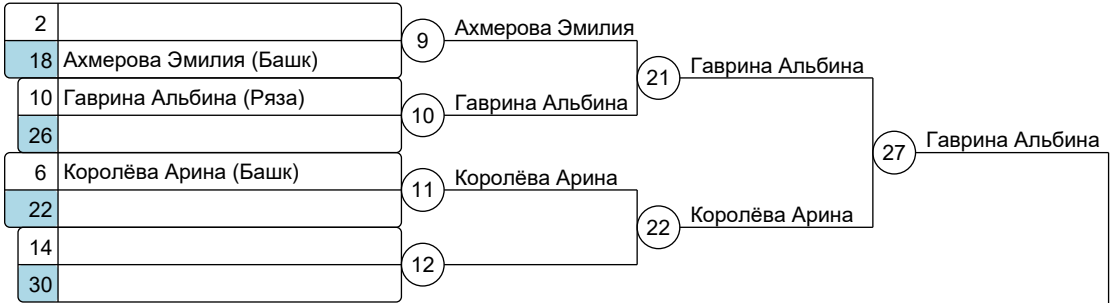 2
18 Ахмерова Эмилия (Башк)
10 Гаврина Альбина (Ряза)
26
6 Королёва Арина (Башк)
22
14
30
9 Ахмерова Эмилия
10 Гаврина Альбина
11 Королёва Арина
12
21 Гаврина Альбина
22 Королёва Арина
27 Гаврина Альбина